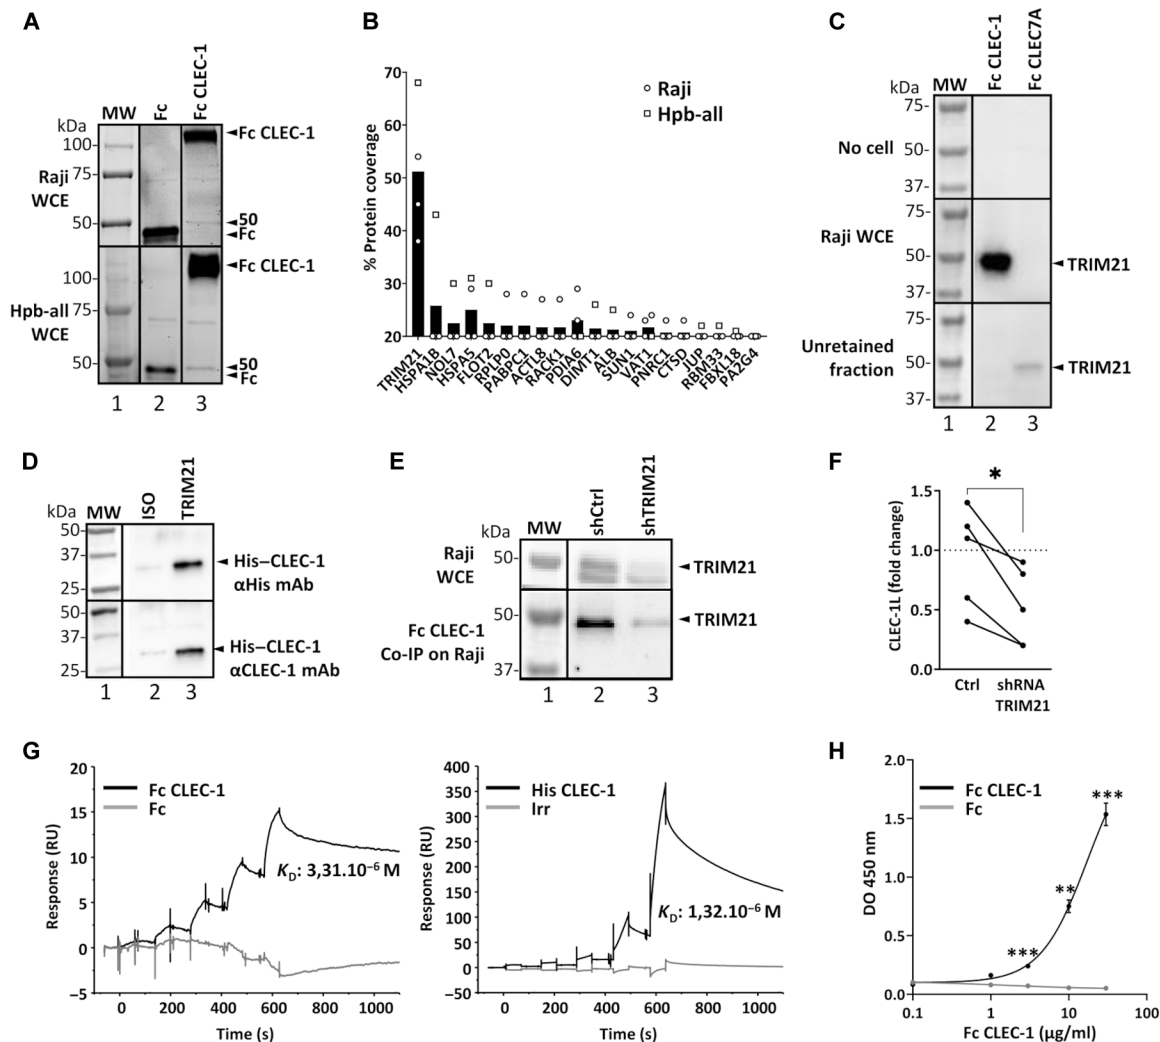 A
MW
Fc
Fc CLEC-1
kDa
100-
75-
50-
Raji
WCE
Fc CLEC-1
50
Fc
100-
75-
50-
Hpb-all
WCE
Fc CLEC-1
50
Fc
1 2 3
B
% Protein coverage
70
60
50
40
30
20
Raji
Hpb-all
TRIM21
HSPA1B
NOL7
HSPA5
FLOT2
RPLP0
PABPC1
ACTL8
RACK1
PDIA6
DIMT1
ALB
SUN1
VAT1
PNRC1
CTSD
JUP
RBM33
FBXL18
PA2G4
C
kDa
MW
Fc CLEC-1
Fc CLEC7A
75-
50-
37-
No cell
75-
50-
37-
Raji WCE
TRIM21
75-
50-
37-
Unretained
fraction
TRIM21
1 2 3
D
kDa
MW
ISO
TRIM21
50-
37-
25-
His–CLEC-1
αHis mAb
50-
37-
25-
His–CLEC-1
αCLEC-1 mAb
1 2 3
E
kDa
MW
shCtrl
shTRIM21
Raji
WCE
50-
TRIM21
Fc CLEC-1
Co-IP on Raji
50-
37-
TRIM21
1 2 3
F
CLEC-1L (fold change)
1.5
1.0
0.5
0.0
*
Ctrl
shRNA
TRIM21
G
Response (RU)
20
15
10
5
0
−5
Fc CLEC-1
Fc
KD: 3,31.10−6 M
0 200 400 600 800 1000
Time (s)
Response (RU)
400
350
300
250
200
150
100
50
0
−50
His CLEC-1
Irr
KD: 1,32.10−6 M
0 200 400 600 800 1000
Time (s)
H
DO 450 nm
2.0
1.5
1.0
0.5
0.0
Fc CLEC-1
Fc
***
**
***
0.1 1 10 100
Fc CLEC-1 (μg/ml)